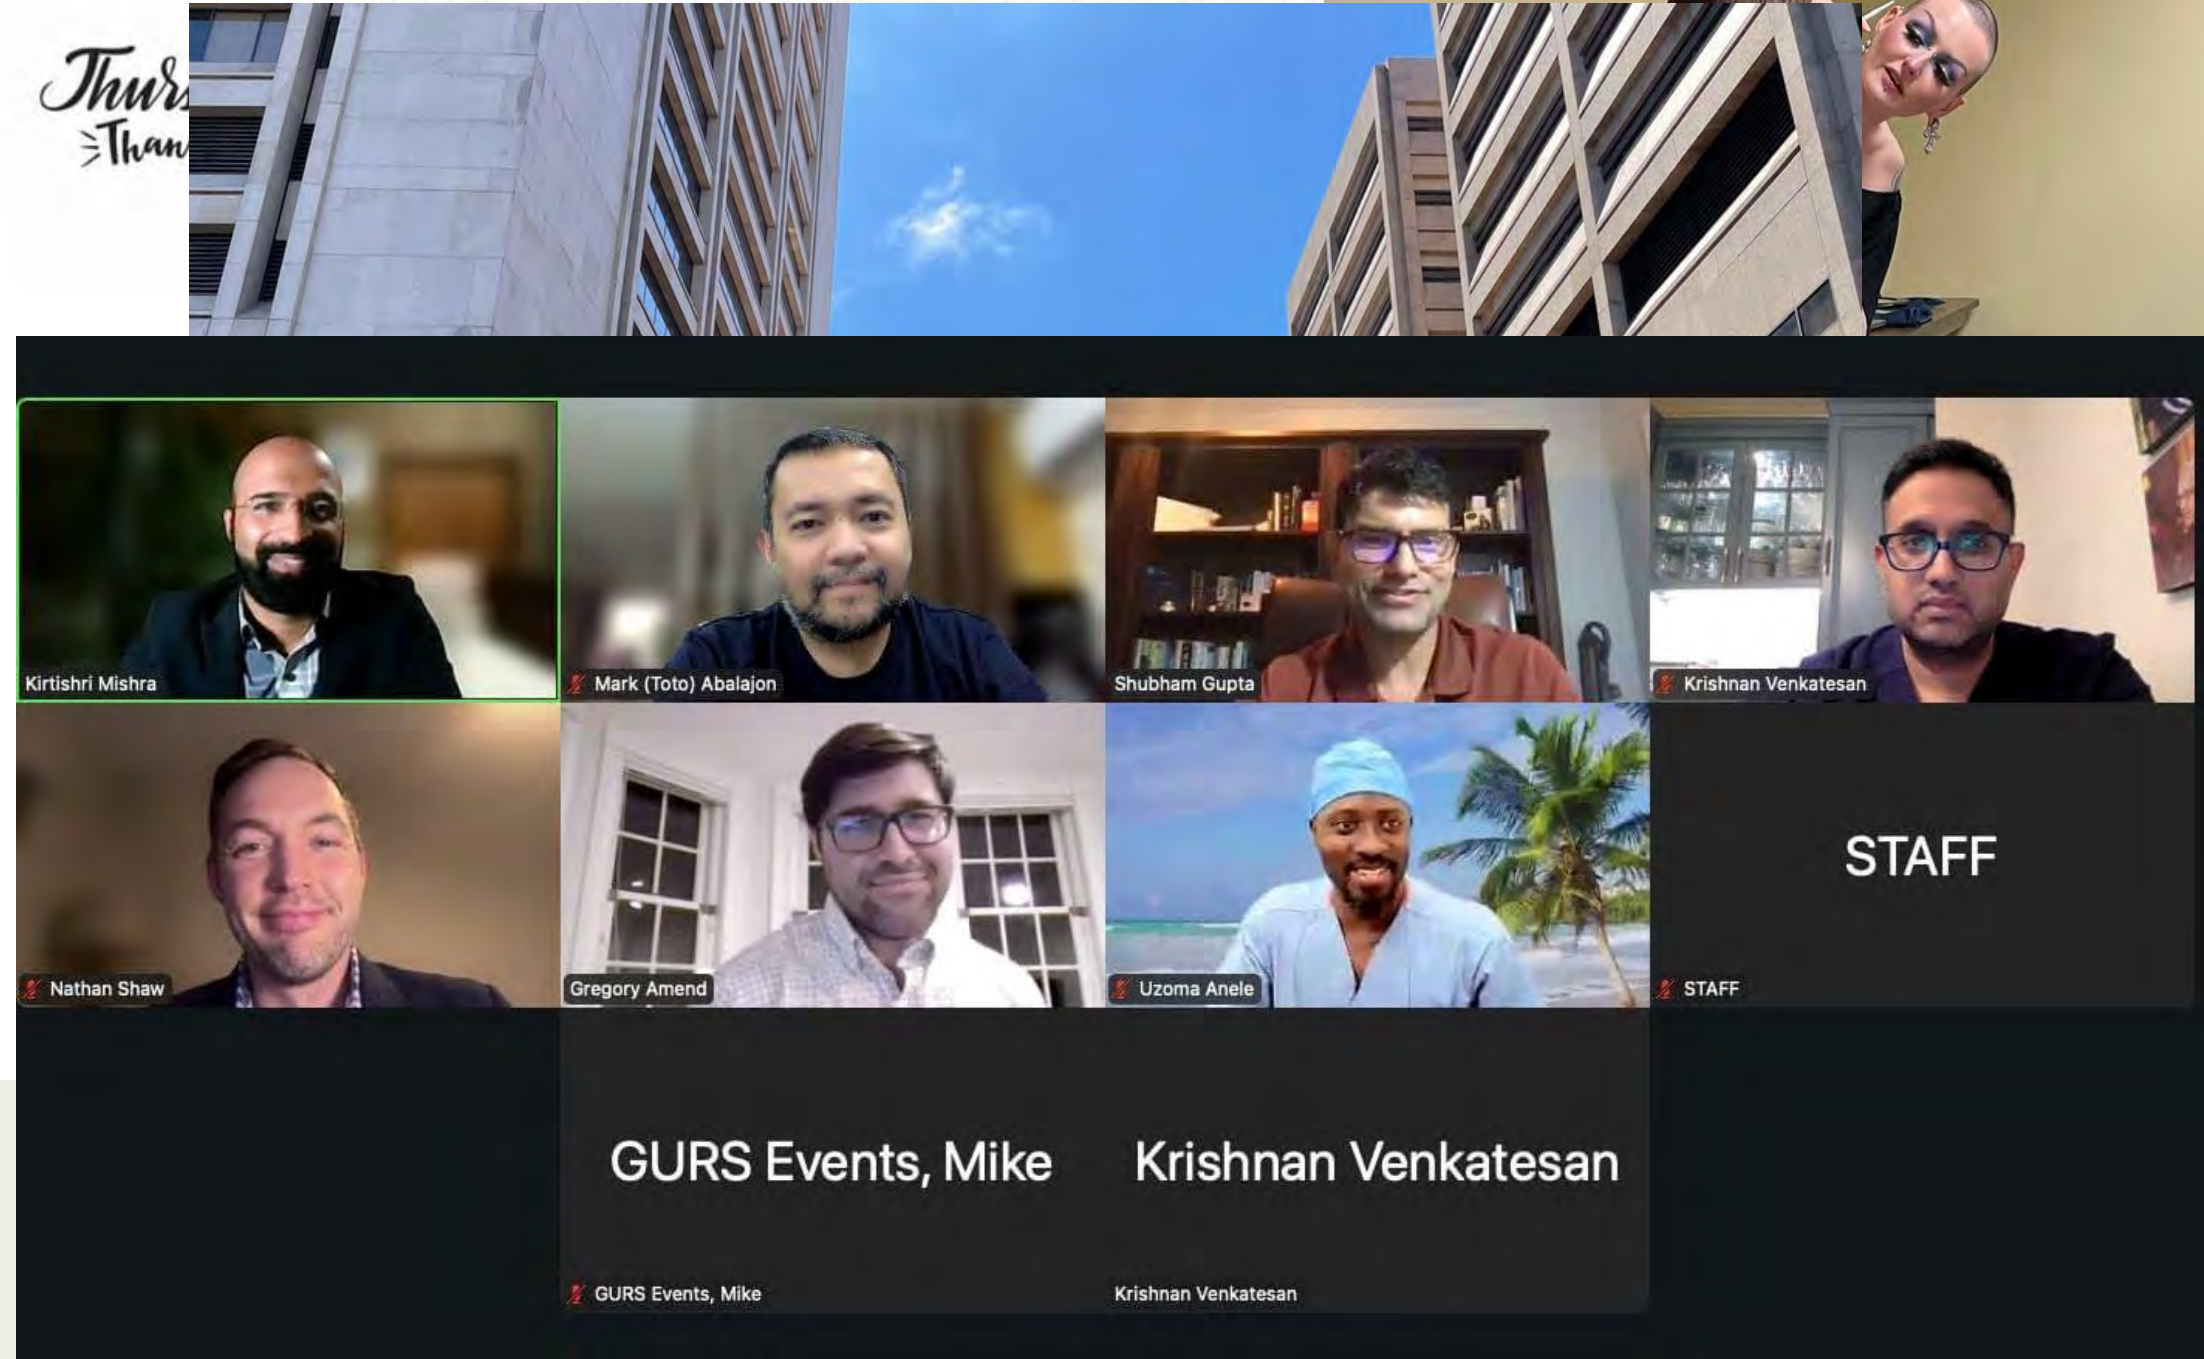 Thurs
Than
Kirtishri Mishra
Mark (Toto) Abalajon
Shubham Gupta
Krishnan Venkatesan
Nathan Shaw
Gregory Amend
Uzoma Anele
STAFF
STAFF
GURS Events, Mike
Krishnan Venkatesan
GURS Events, Mike
Krishnan Venkatesan